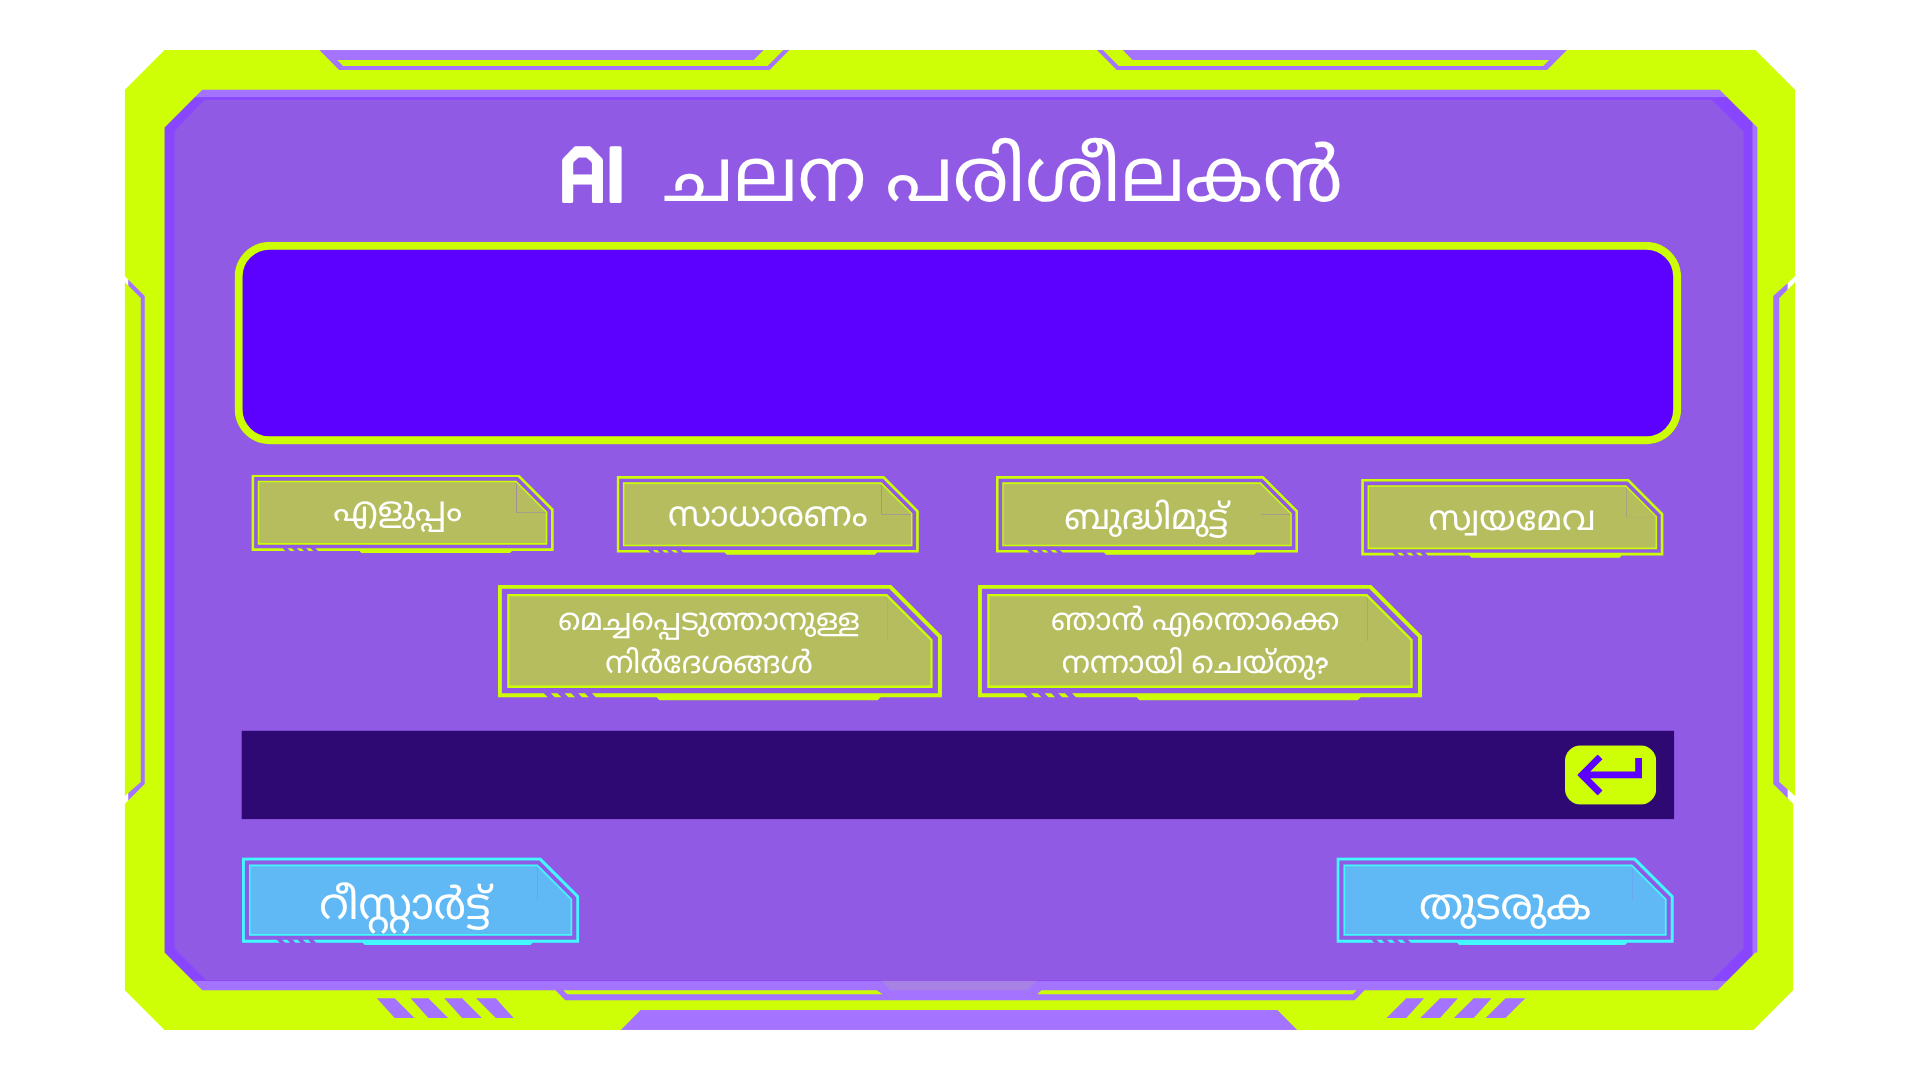 AI ചലന പരിശീലകൻ
എളുപ്പം
സാധാരണം
ബുദ്ധിമുട്ട്
സ്വയമേവ
മെച്ചപ്പെടുത്താനുള്ള
നിർദേശങ്ങൾ
ഞാൻ എന്തൊക്കെ
നന്നായി ചെയ്തു?
റീസ്റ്റാർട്ട്
തുടരുക